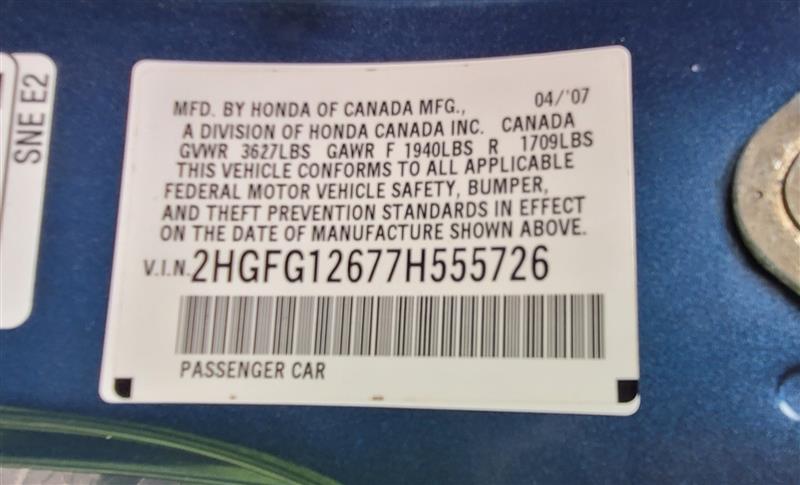 SNE E2
MFD. BY HONDA OF CANADA MFG., 04/'07
A DIVISION OF HONDA CANADA INC. CANADA
GVWR 3627LBS GAWR F 1940LBS R 1709LBS
THIS VEHICLE CONFORMS TO ALL APPLICABLE
FEDERAL MOTOR VEHICLE SAFETY, BUMPER,
AND THEFT PREVENTION STANDARDS IN EFFECT
ON THE DATE OF MANUFACTURE SHOWN ABOVE.
V.I.N. 2HGFG12677H555726
PASSENGER CAR